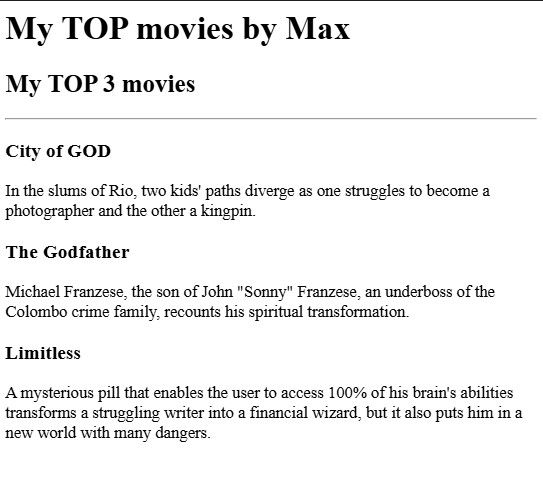 My TOP movies by Max
My TOP 3 movies
City of GOD
In the slums of Rio, two kids' paths diverge as one struggles to become a
photographer and the other a kingpin.
The Godfather
Michael Franzese, the son of John "Sonny" Franzese, an underboss of the
Colombo crime family, recounts his spiritual transformation.
Limitless
A mysterious pill that enables the user to access 100% of his brain's abilities
transforms a struggling writer into a financial wizard, but it also puts him in a
new world with many dangers.